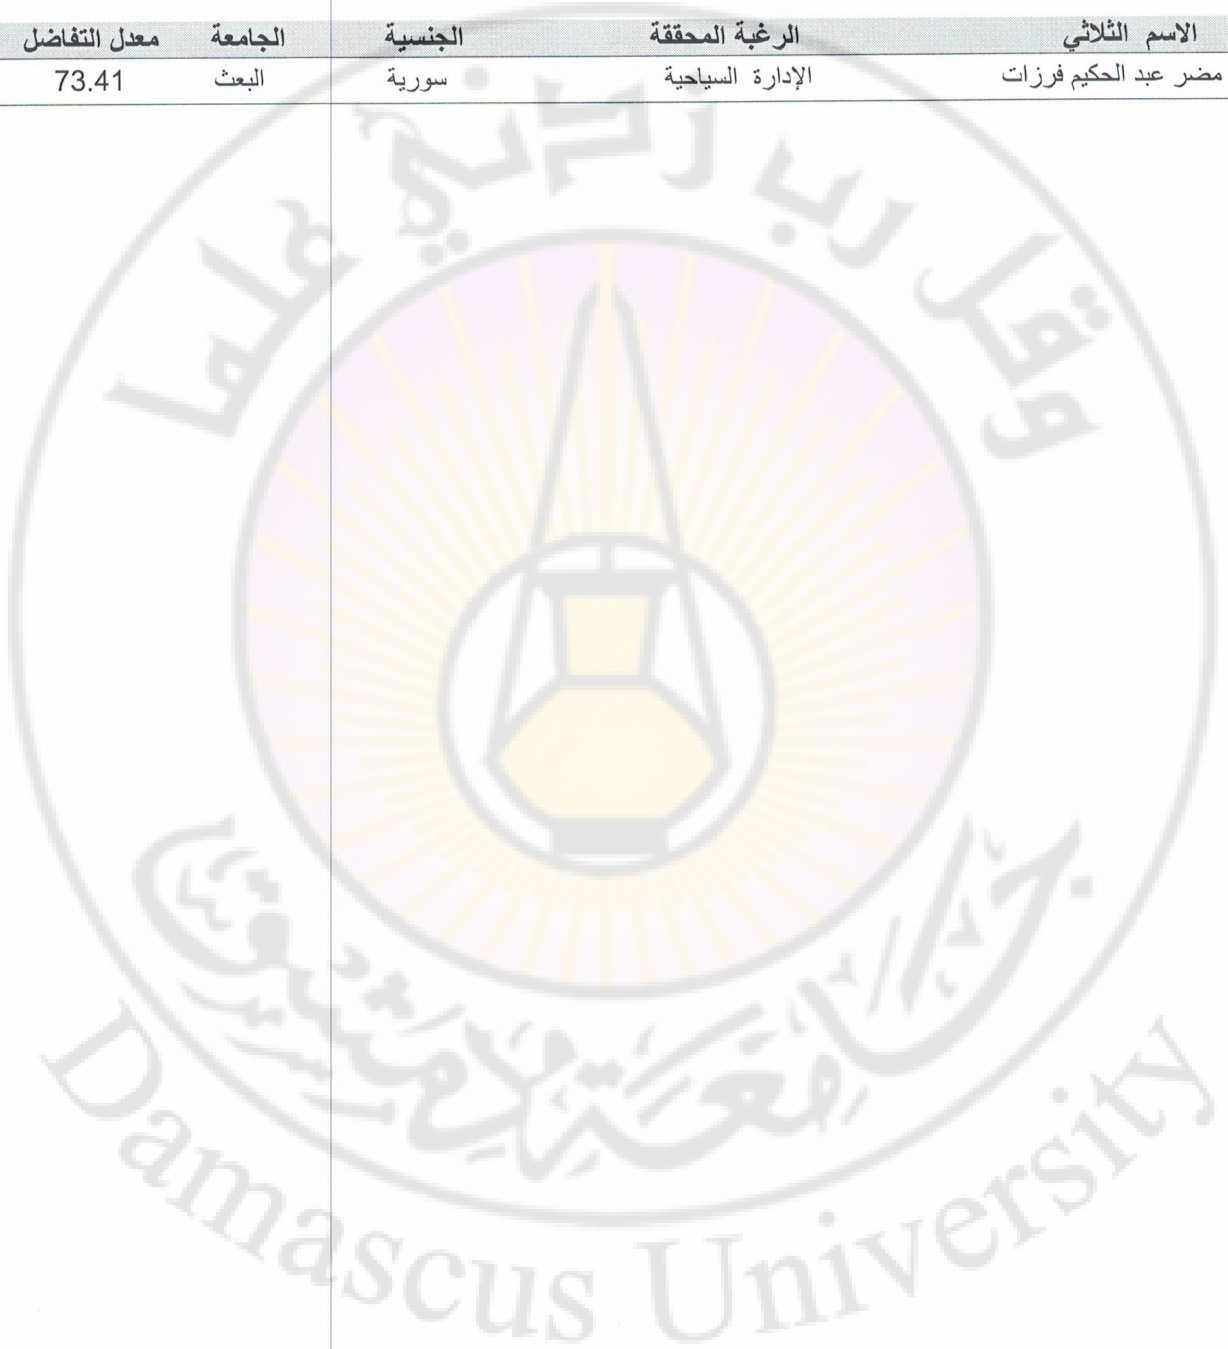 الاسم الثلاثي الرغبة المحققة الجنسية الجامعة معدل التفاضل
مضر عبد الحكيم فرزات الإدارة السياحية سورية البعث 73.41
وقل رب زدني علما
جامعة دمشق
Damascus University